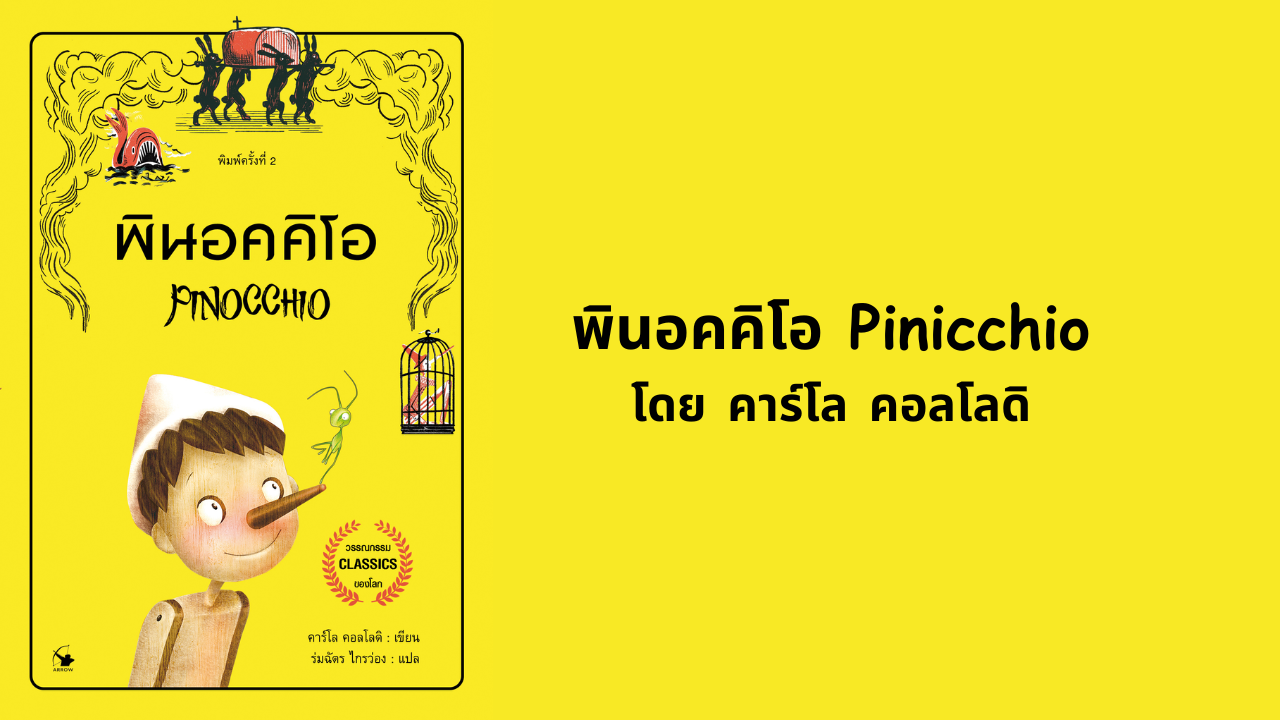 พิมพ์ครั้งที่ 2
พินอคคิโอ
PINOCCHIO
วรรณกรรม
CLASSICS
ของโลก
คาร์โล คอลโลดิ : เขียน
ร่มฉัตร ไกรว่อง : แปล
ARROW
พินอคคิโอ Pinicchio
โดย คาร์โล คอลโลดิ